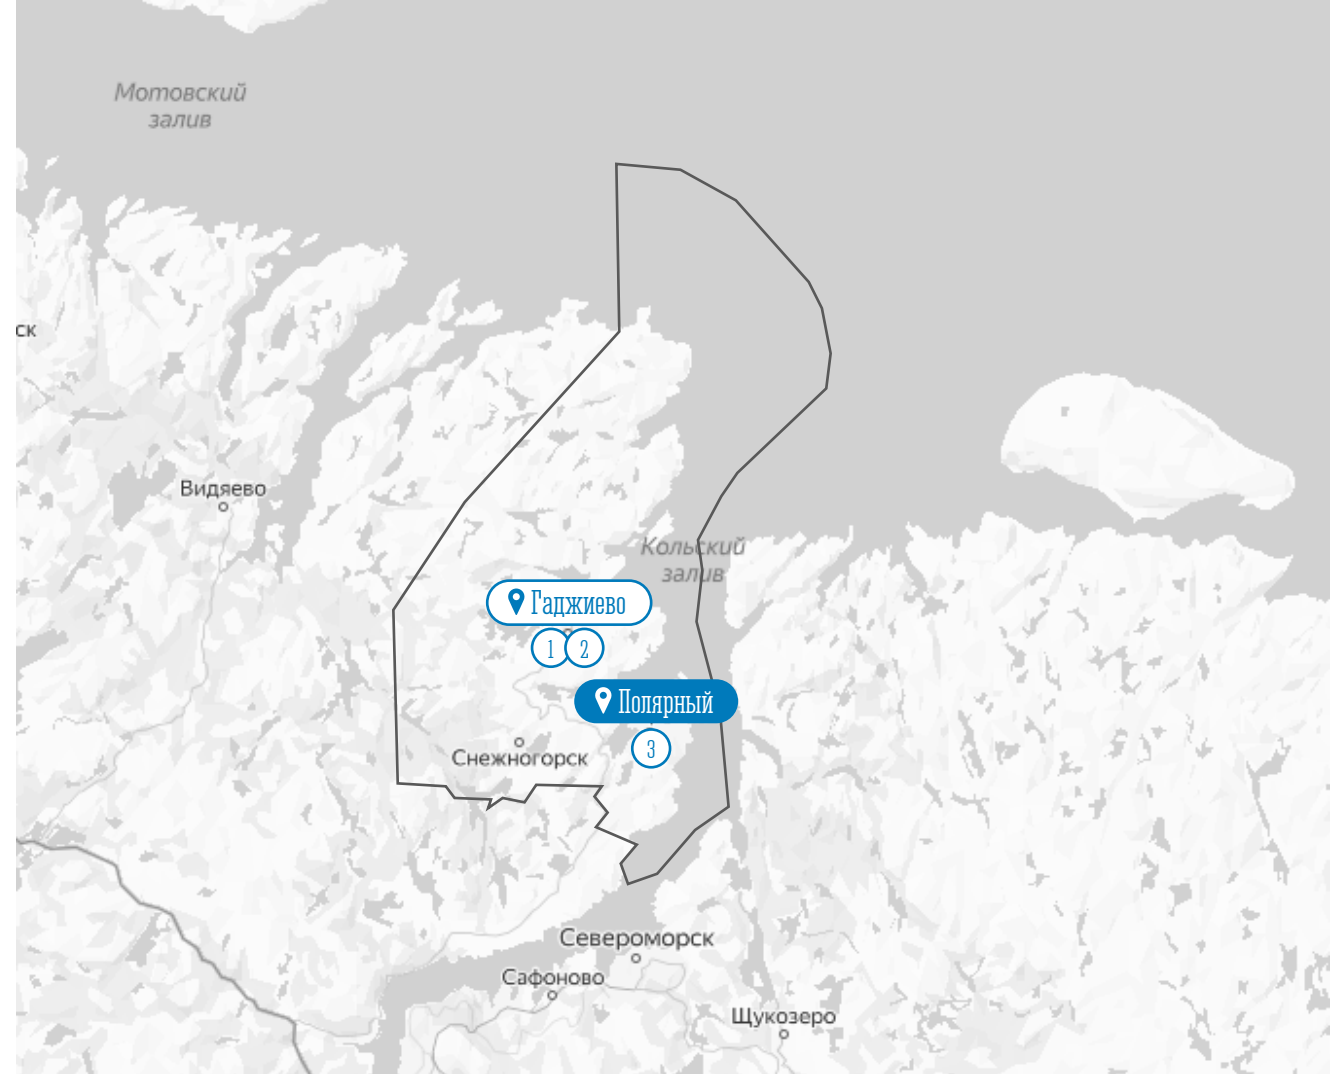 Мотовский
залив
ск
Видяево
Кольский
залив
Гаджиево
1 2
Полярный
3
Снежногорск
Североморск
Сафоново
Щукозеро